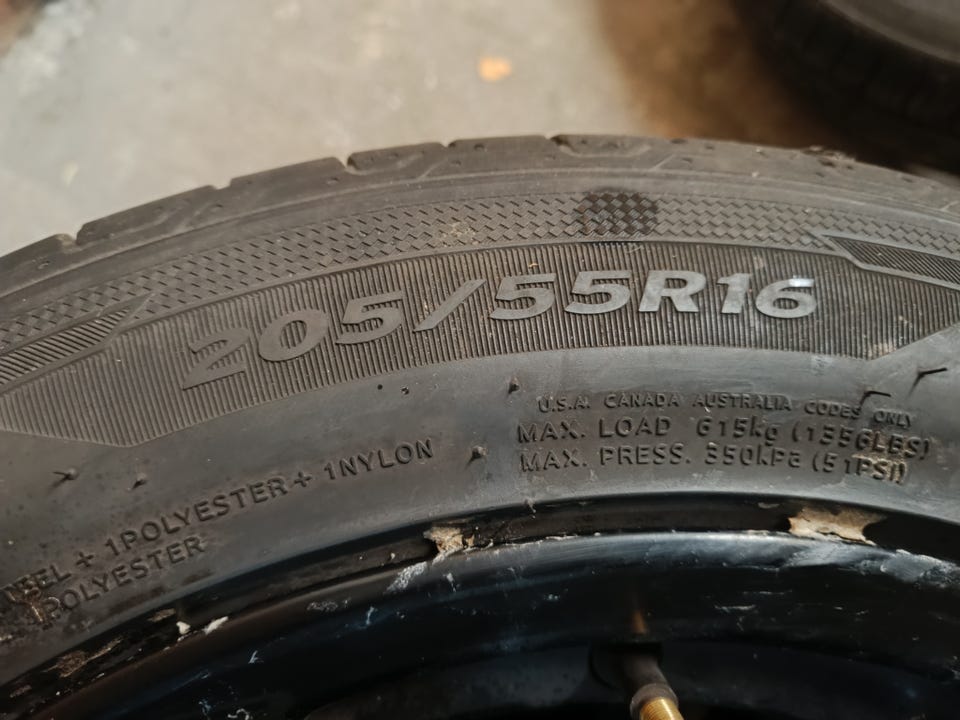 205/55R16
U.S.A. CANADA AUSTRALIA CODES ONLY
MAX. LOAD 615kg (1356LBS)
MAX. PRESS. 350kPa (51PSI)
+ 1POLYESTER + 1NYLON
POLYESTER